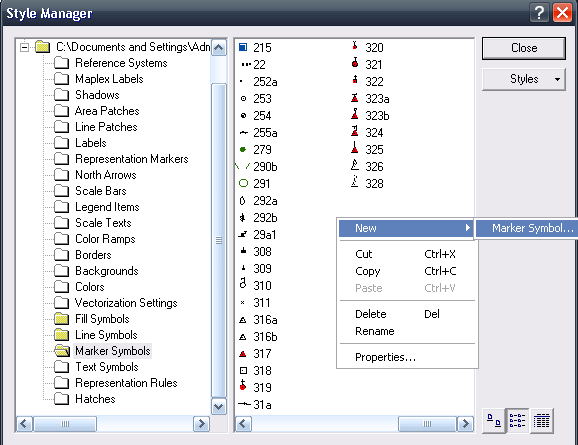 Style Manager
C:\Documents and Settings\Adm
Reference Systems
Maplex Labels
Shadows
Area Patches
Line Patches
Labels
Representation Markers
North Arrows
Scale Bars
Legend Items
Scale Texts
Color Ramps
Borders
Backgrounds
Colors
Vectorization Settings
Fill Symbols
Line Symbols
Marker Symbols
Text Symbols
Representation Rules
Hatches
215
22
252a
253
254
255a
279
290b
291
292a
292b
29a1
308
309
310
311
316a
316b
317
318
319
31a
320
321
322
323a
323b
324
325
326
328
New
Marker Symbol...
Cut Ctrl+X
Copy Ctrl+C
Paste Ctrl+V
Delete Del
Rename
Properties...
Close
Styles